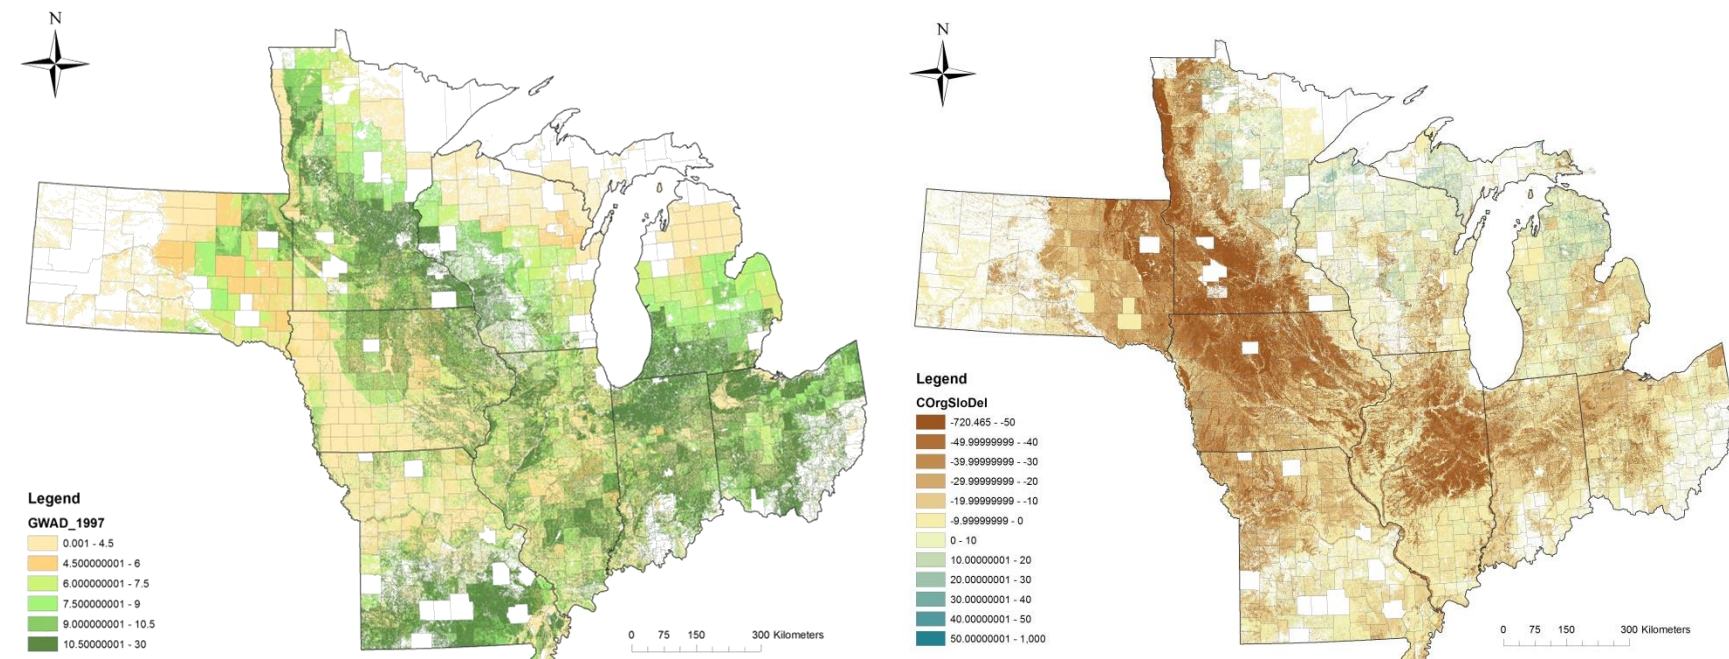 N
Legend
GWAD_1997
0.001 - 4.5
4.500000001 - 6
6.000000001 - 7.5
7.500000001 - 9
9.000000001 - 10.5
10.50000001 - 30
0 75 150 300 Kilometers
N
Legend
COrgSloDel
-720.465 - -50
-49.99999999 - -40
-39.99999999 - -30
-29.99999999 - -20
-19.99999999 - -10
-9.99999999 - 0
0 - 10
10.00000001 - 20
20.00000001 - 30
30.00000001 - 40
40.00000001 - 50
50.00000001 - 1,000
0 75 150 300 Kilometers